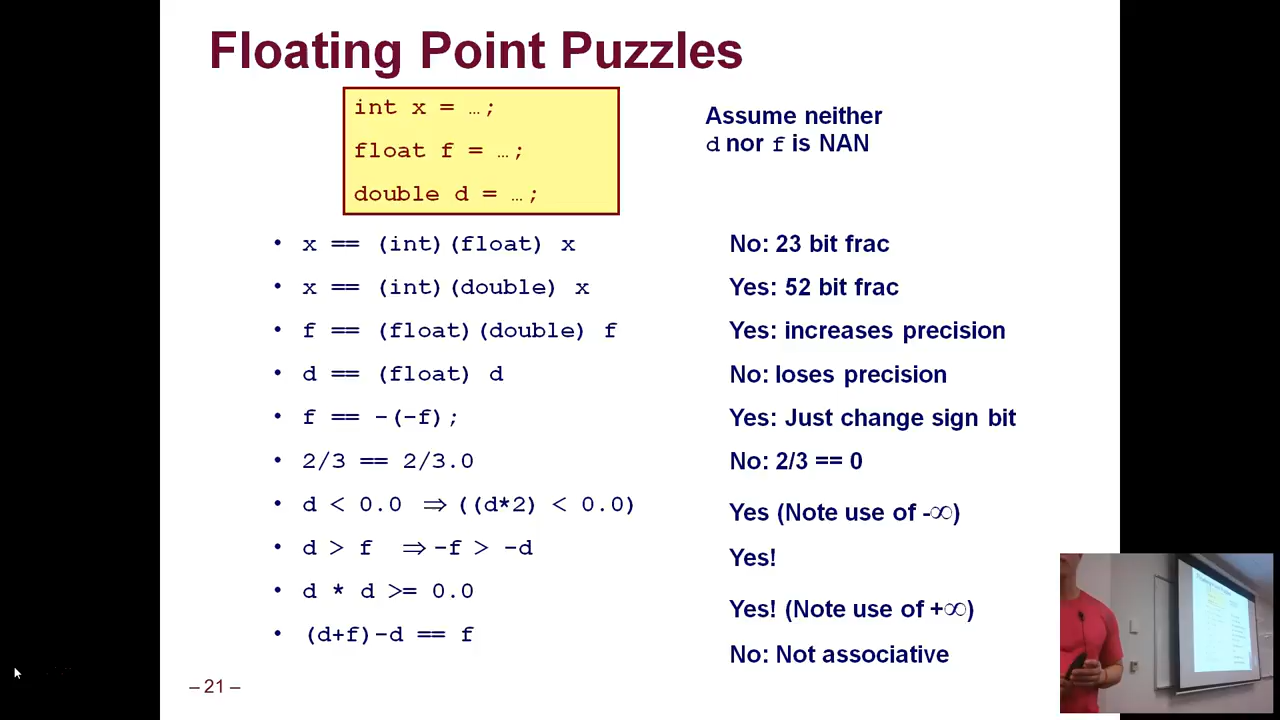 Floating Point Puzzles
int x = …;
float f = …;
double d = …;
Assume neither
d nor f is NAN
• x == (int)(float) x No: 23 bit frac
• x == (int)(double) x Yes: 52 bit frac
• f == (float)(double) f Yes: increases precision
• d == (float) d No: loses precision
• f == -(-f); Yes: Just change sign bit
• 2/3 == 2/3.0 No: 2/3 == 0
• d < 0.0 ⇒ ((d*2) < 0.0) Yes (Note use of -∞)
• d > f ⇒ -f > -d Yes!
• d * d >= 0.0 Yes! (Note use of +∞)
• (d+f)-d == f No: Not associative
– 21 –